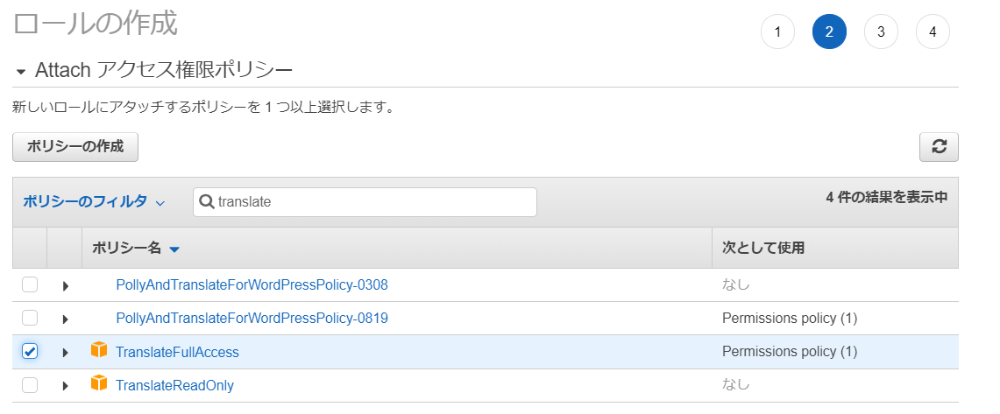 ロールの作成
1 2 3 4
Attach アクセス権限ポリシー
新しいロールにアタッチするポリシーを 1 つ以上選択します。
ポリシーの作成
ポリシーのフィルタ translate 4 件の結果を表示中
ポリシー名 次として使用
PollyAndTranslateForWordPressPolicy-0308 なし
PollyAndTranslateForWordPressPolicy-0819 Permissions policy (1)
TranslateFullAccess Permissions policy (1)
TranslateReadOnly なし